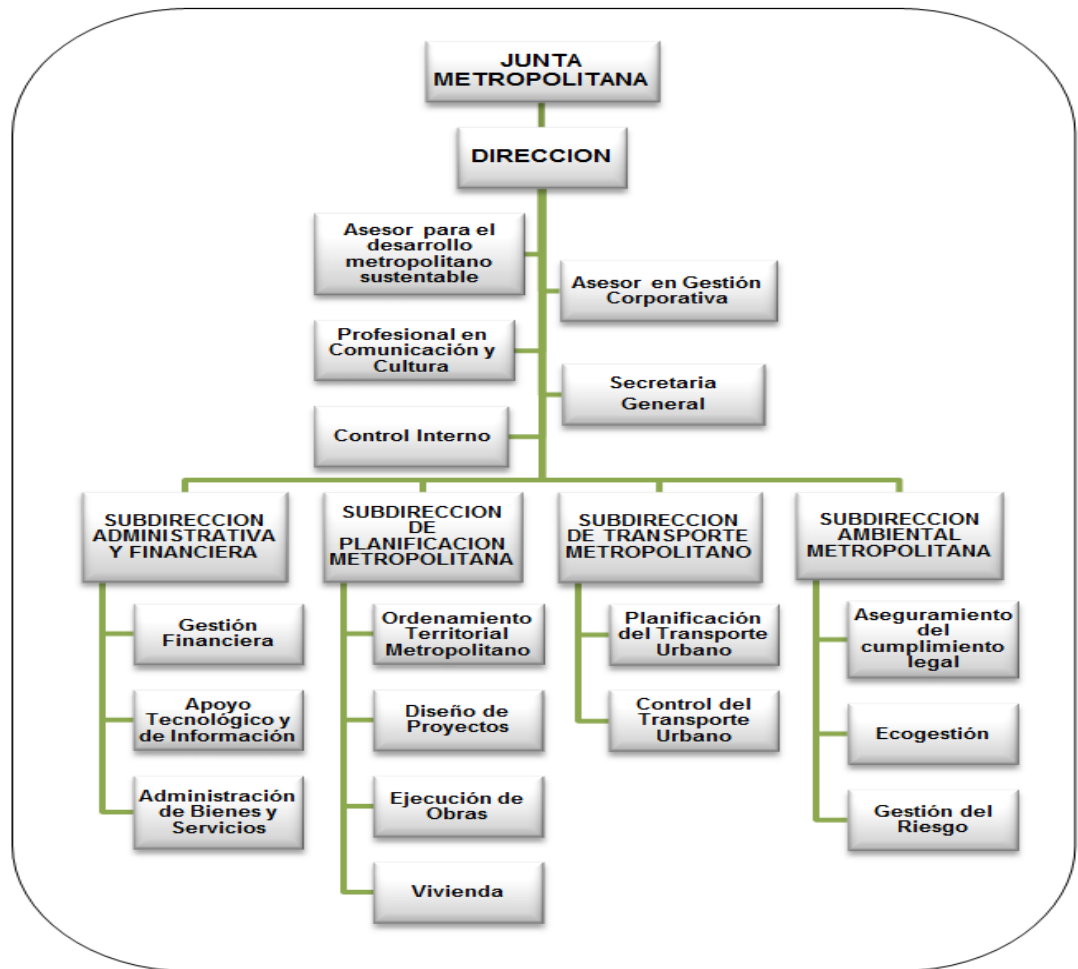 JUNTA
METROPOLITANA
DIRECCION
Asesor para el
desarrollo
metropolitano
sustentable
Asesor en Gestión
Corporativa
Profesional en
Comunicación y
Cultura
Secretaria
General
Control Interno
SUBDIRECCION
ADMINISTRATIVA
Y FINANCIERA
Gestión
Financiera
Apoyo
Tecnológico y
de Información
Administración
de Bienes y
Servicios
SUBDIRECCION
DE
PLANIFICACION
METROPOLITANA
Ordenamiento
Territorial
Metropolitano
Diseño de
Proyectos
Ejecución de
Obras
Vivienda
SUBDIRECCION
DE TRANSPORTE
METROPOLITANO
Planificación
del Transporte
Urbano
Control del
Transporte
Urbano
SUBDIRECCION
AMBIENTAL
METROPOLITANA
Aseguramiento
del
cumplimiento
legal
Ecogestión
Gestión del
Riesgo